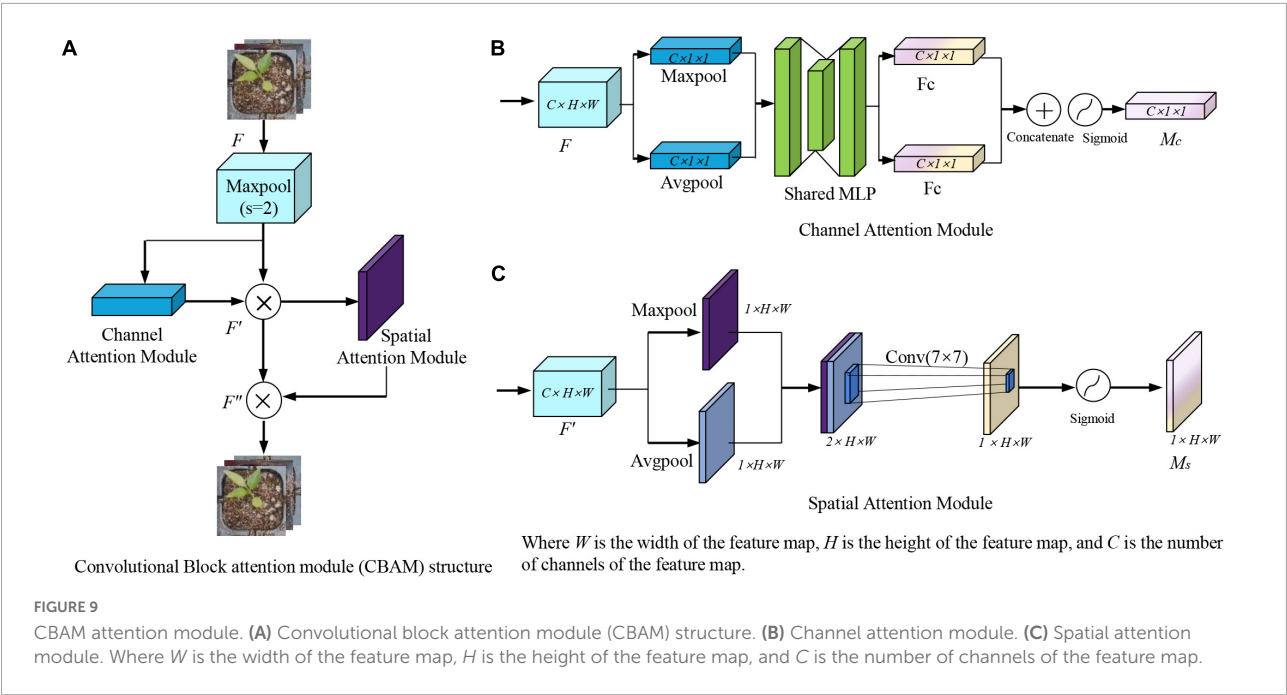 A
F
Maxpool
(s=2)
F′
Channel
Attention Module
Spatial
Attention Module
F″
Convolutional Block attention module (CBAM) structure
B
C×H×W
F
C×1×1
Maxpool
C×1×1
Avgpool
Shared MLP
C×1×1
Fc
C×1×1
Fc
+
Concatenate
Sigmoid
C×1×1
Mc
Channel Attention Module
C
C×H×W
F′
Maxpool
1×H×W
Avgpool
1×H×W
Conv(7×7)
2×H×W
1×H×W
Sigmoid
1×H×W
Ms
Spatial Attention Module
Where W is the width of the feature map, H is the height of the feature map, and C is the number
of channels of the feature map.
FIGURE 9
CBAM attention module. (A) Convolutional block attention module (CBAM) structure. (B) Channel attention module. (C) Spatial attention
module. Where W is the width of the feature map, H is the height of the feature map, and C is the number of channels of the feature map.